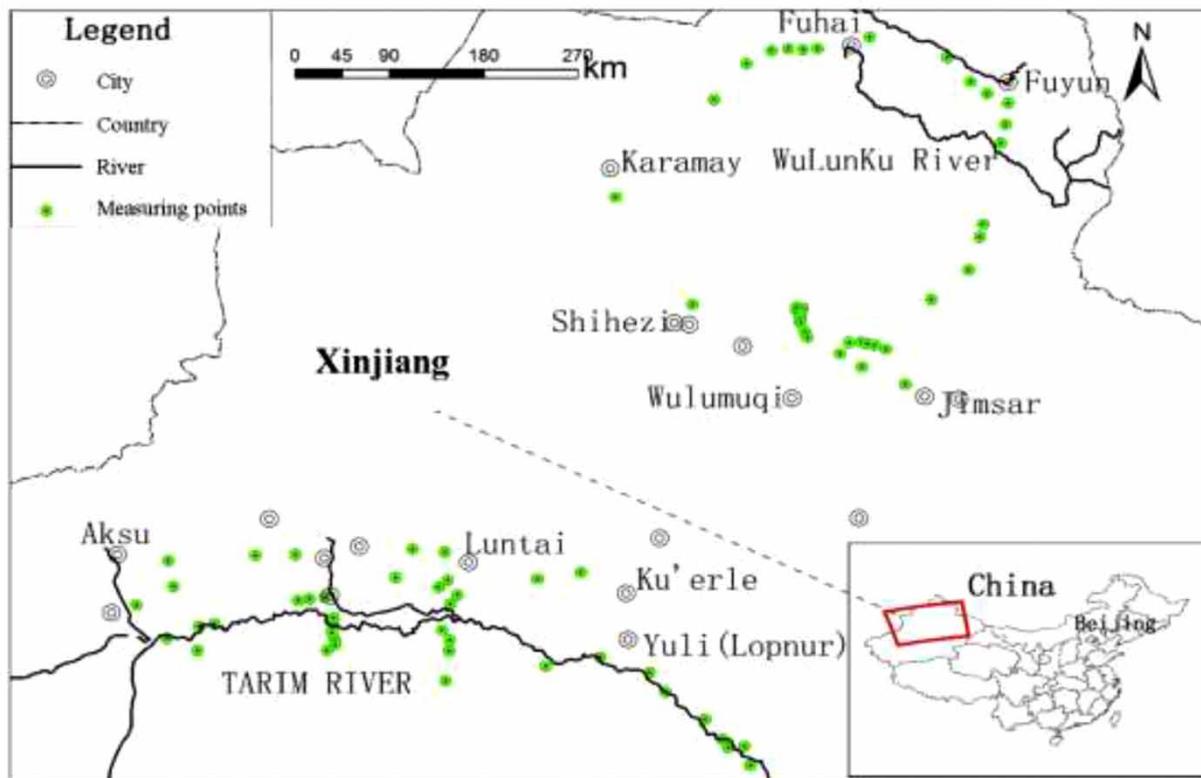 Legend
City
Country
River
Measuring points
0 45 90 180 270
km
N
Fuhai
Fuyun
Karamay
WuLunKu River
Shihezi
Xinjiang
Wulumuqi
Jimsar
Aksu
Luntai
Ku'erle
Yuli(Lopnur)
TARIM RIVER
China
Beijing